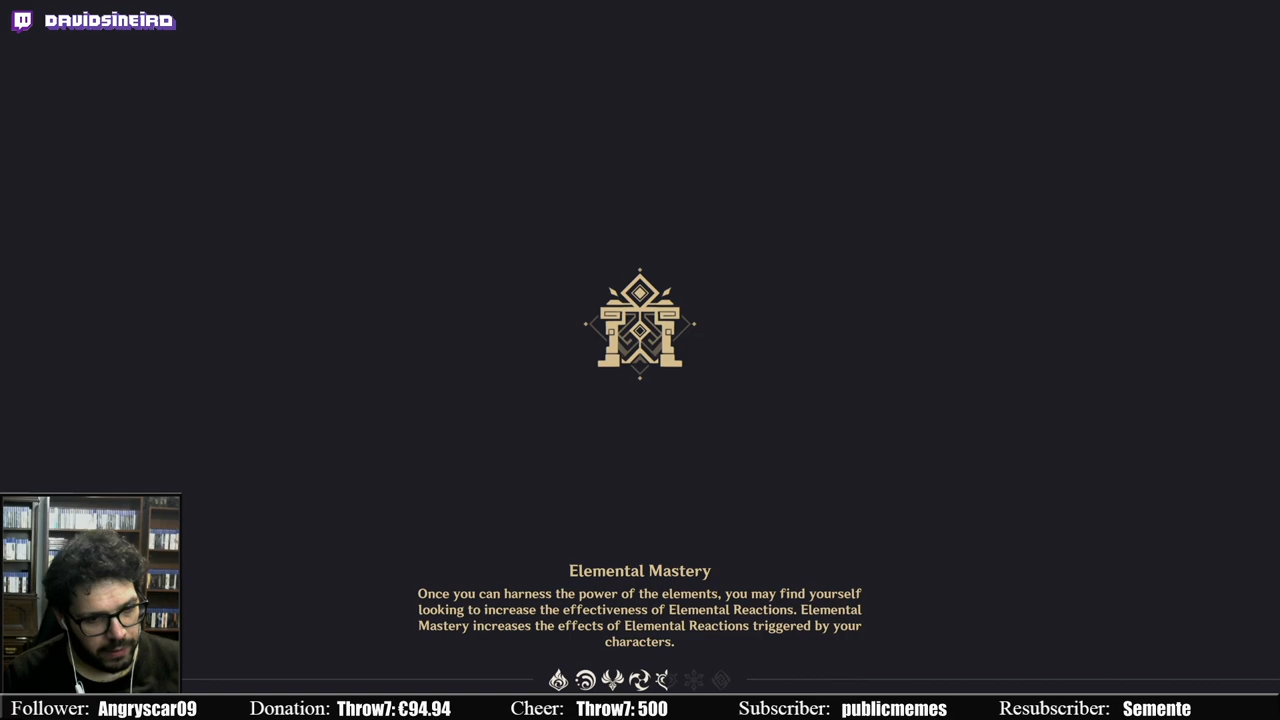 DAVIDSINEIRO
Elemental Mastery
Once you can harness the power of the elements, you may find yourself
looking to increase the effectiveness of Elemental Reactions. Elemental
Mastery increases the effects of Elemental Reactions triggered by your
characters.
Follower: Angryscar09 Donation: Throw7: €94.94 Cheer: Throw7: 500 Subscriber: publicmemes Resubscriber: Semente